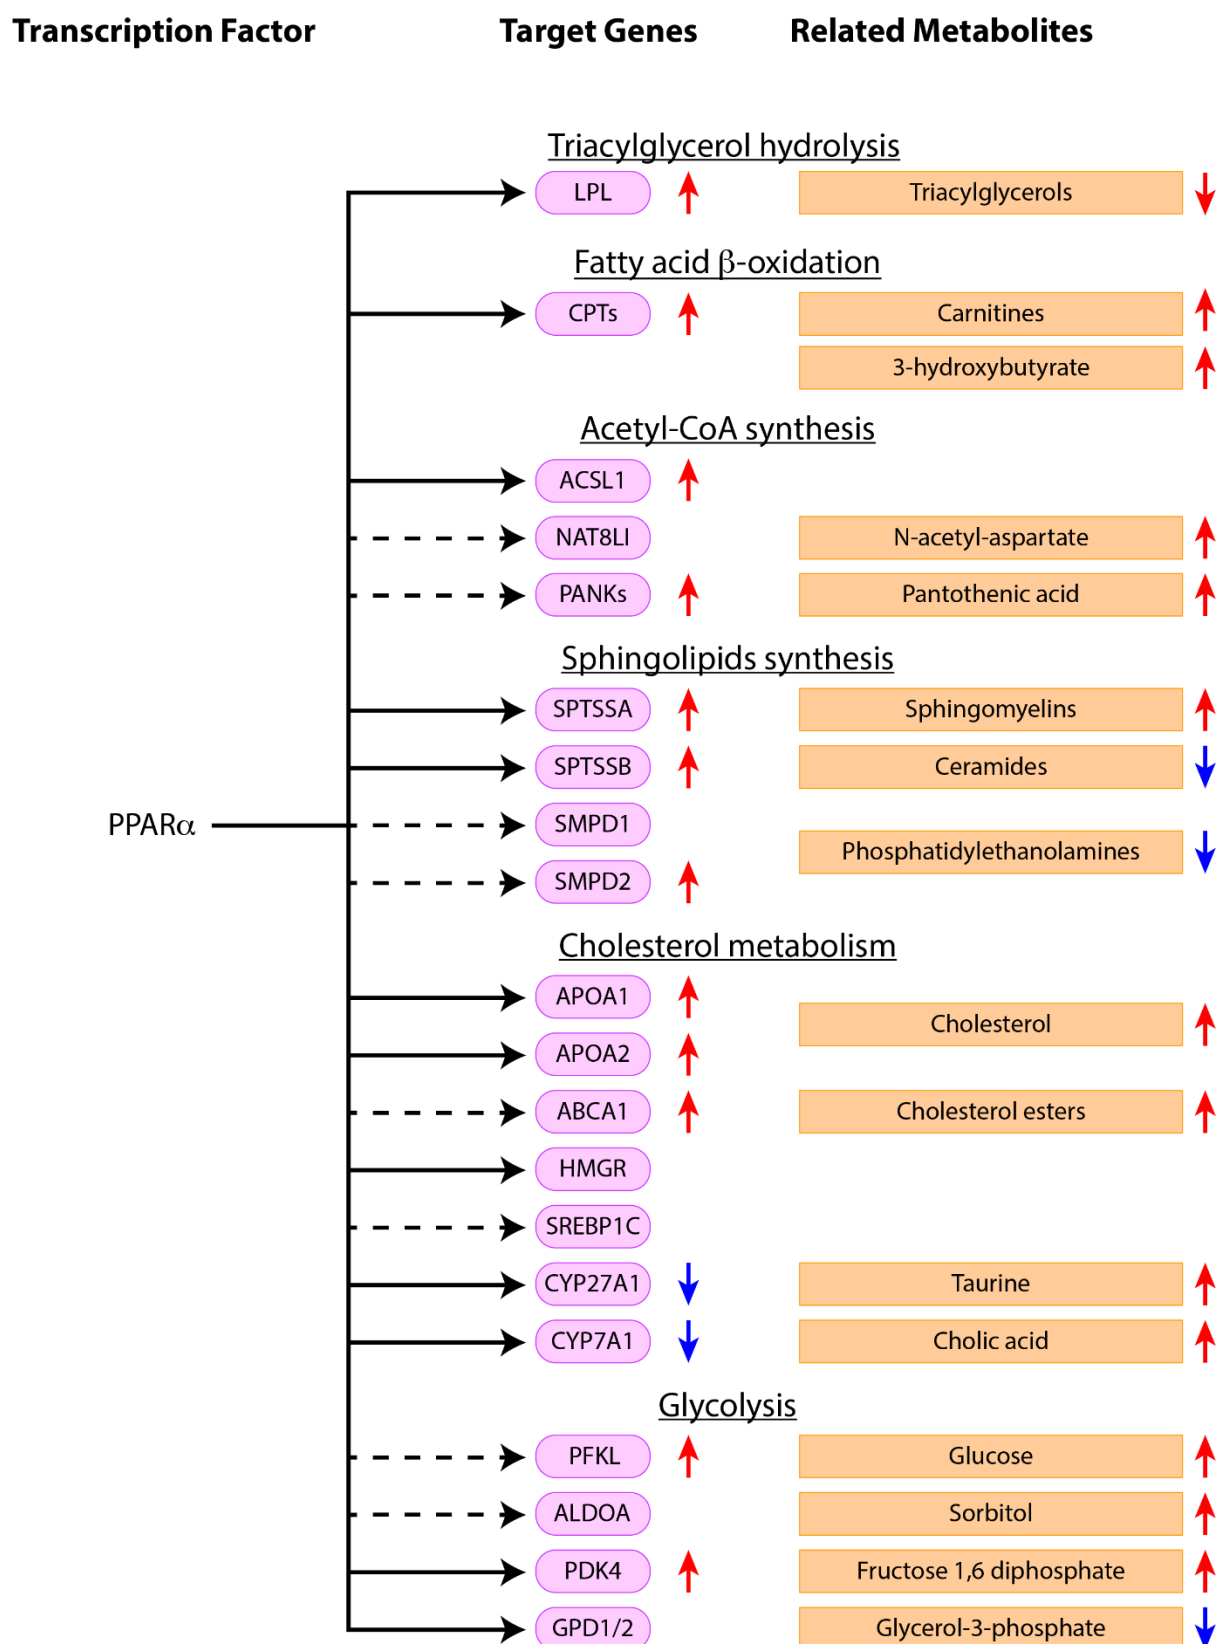 Transcription Factor Target Genes Related Metabolites
Triacylglycerol hydrolysis
LPL Triacylglycerols
Fatty acid β-oxidation
CPTs Carnitines
3-hydroxybutyrate
Acetyl-CoA synthesis
ACSL1
NAT8LI N-acetyl-aspartate
PANKs Pantothenic acid
Sphingolipids synthesis
SPTSSA Sphingomyelins
SPTSSB Ceramides
PPARα SMPD1
Phosphatidylethanolamines
SMPD2
Cholesterol metabolism
APOA1
Cholesterol
APOA2
ABCA1 Cholesterol esters
HMGR
SREBP1C
CYP27A1 Taurine
CYP7A1 Cholic acid
Glycolysis
PFKL Glucose
ALDOA Sorbitol
PDK4 Fructose 1,6 diphosphate
GPD1/2 Glycerol-3-phosphate